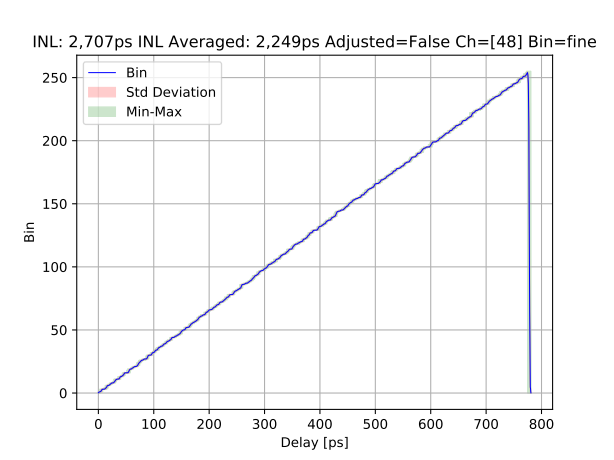 INL: 2,707ps INL Averaged: 2,249ps Adjusted=False Ch=[48] Bin=fine
Bin
Std Deviation
Min-Max
250
200
150
100
50
0
Bin
0 100 200 300 400 500 600 700 800
Delay [ps]